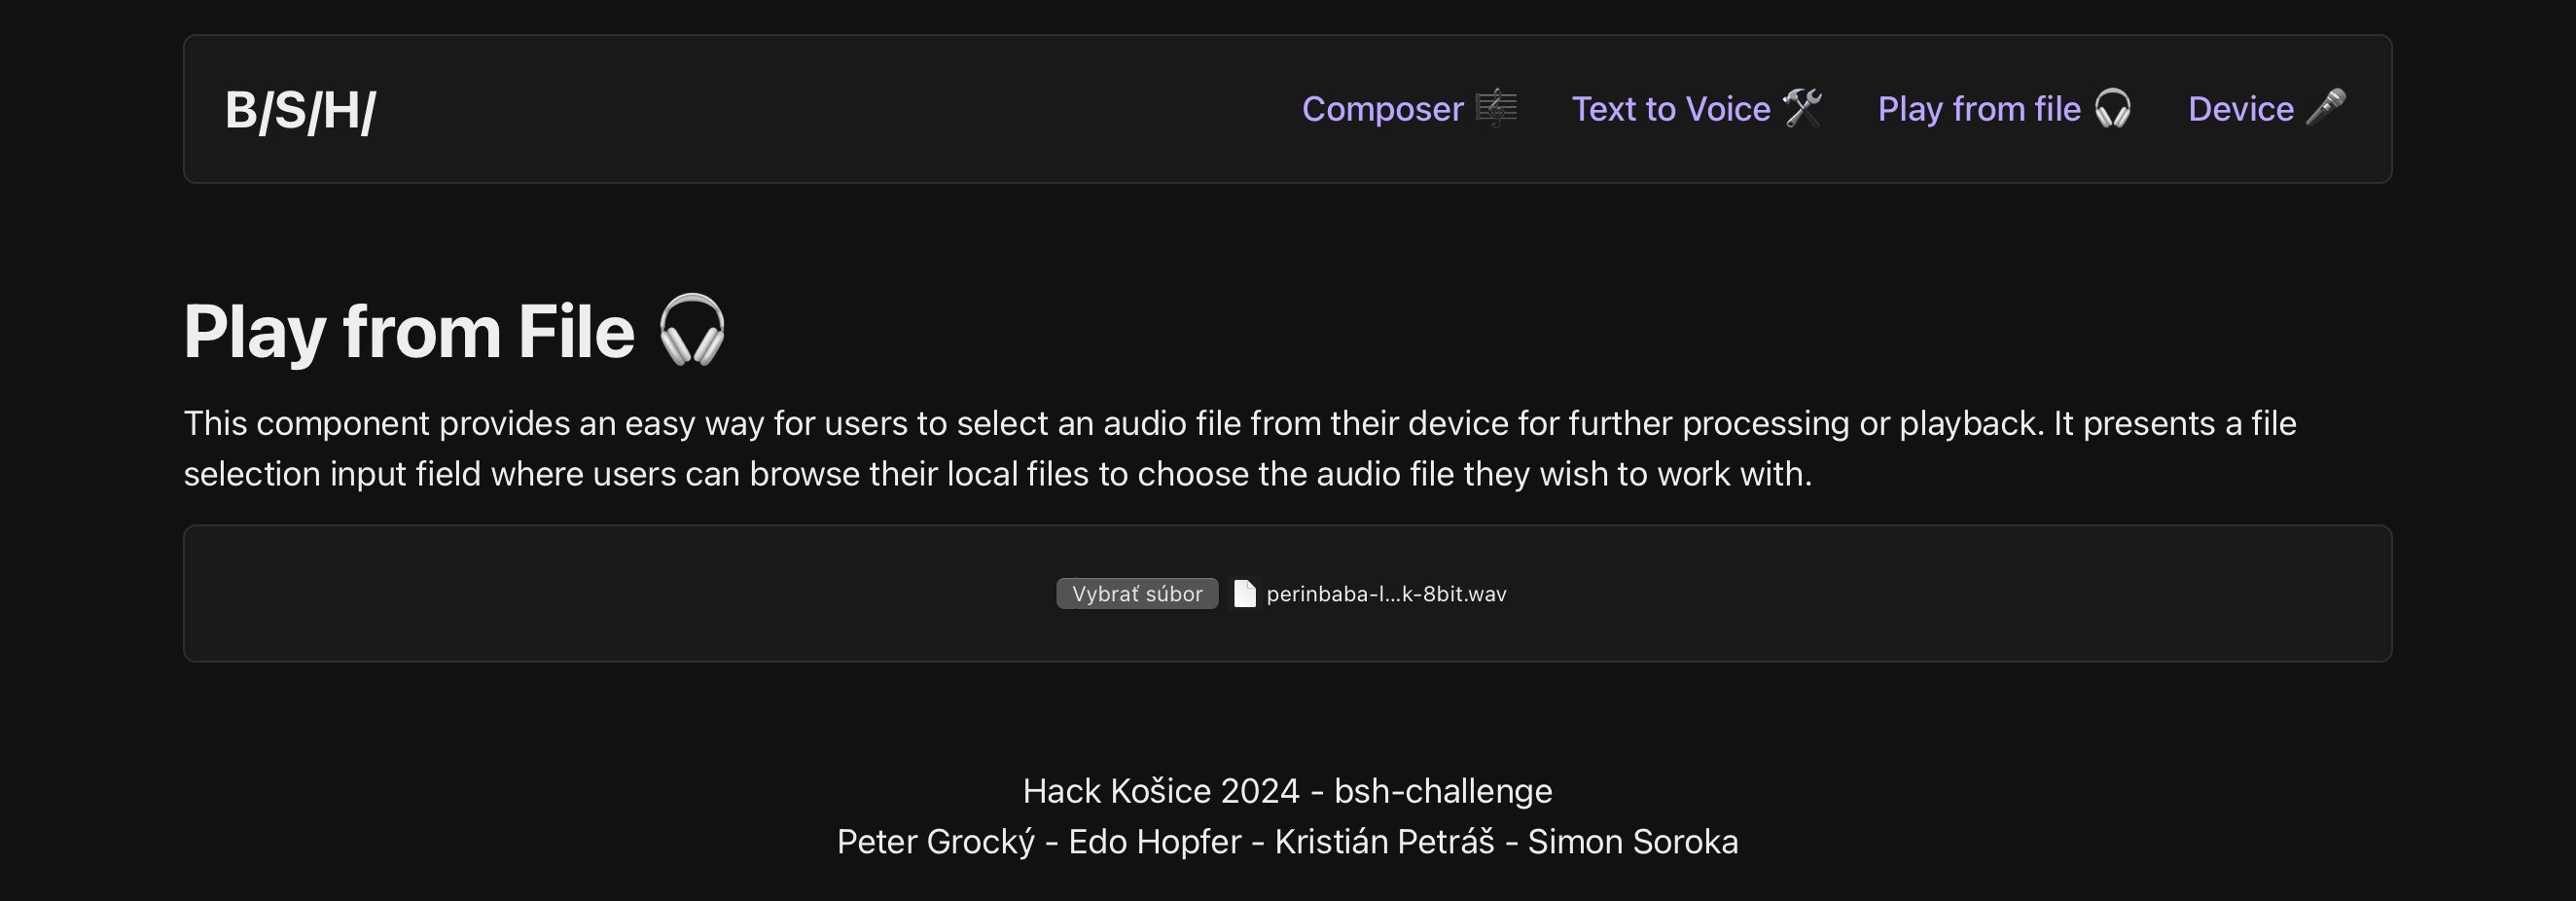 B/S/H/
Composer 🎼 Text to Voice 🛠️ Play from file 🎧 Device 🎤
Play from File 🎧
This component provides an easy way for users to select an audio file from their device for further processing or playback. It presents a file
selection input field where users can browse their local files to choose the audio file they wish to work with.
Vybrať súbor perinbaba-l...k-8bit.wav
Hack Košice 2024 - bsh-challenge
Peter Grocký - Edo Hopfer - Kristián Petráš - Simon Soroka